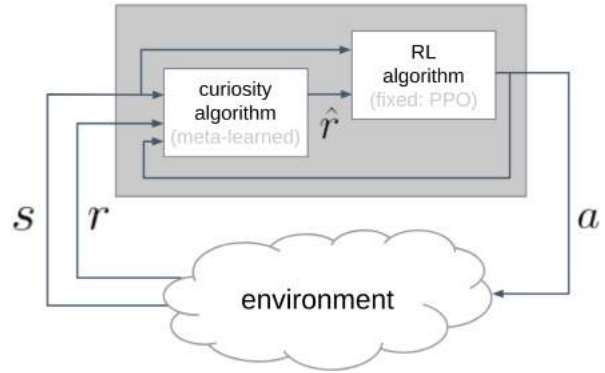 RL
algorithm
(fixed: PPO)
curiosity
algorithm
(meta-learned)
r̂
s
r
a
environment